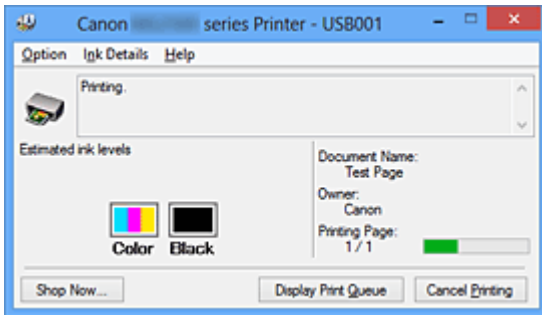 Canon series Printer - USB001
Option Ink Details Help
Printing.
Estimated ink levels
Document Name:
Test Page
Owner:
Canon
Printing Page:
1 / 1
Color Black
Shop Now... Display Print Queue Cancel Printing